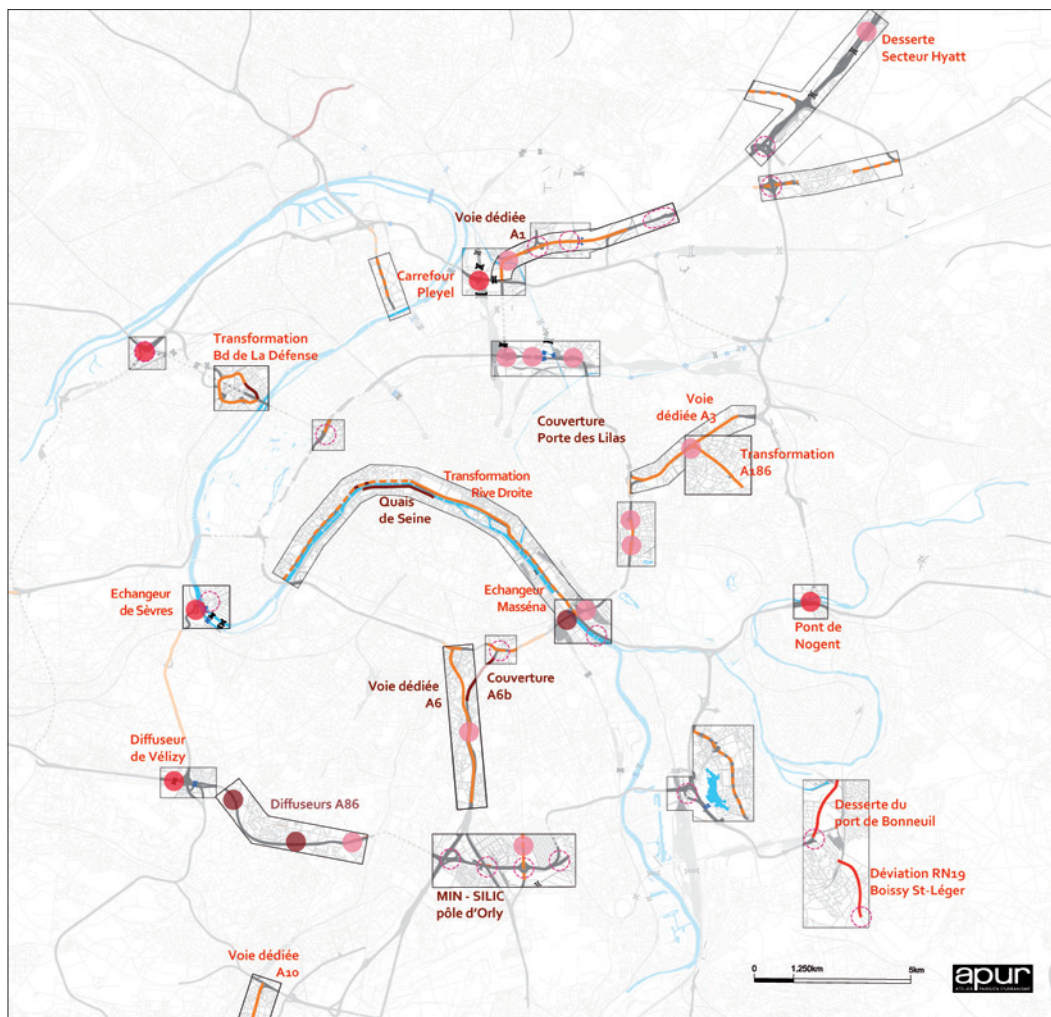 Desserte
Secteur Hyatt
Voie dédiée
A1
Carrefour
Pleyel
Transformation
Bd de La Défense
Couverture
Porte des Lilas
Voie
dédiée A3
Transformation
A186
Transformation
Rive Droite
Quais
de Seine
Echangeur
de Sèvres
Echangeur
Masséna
Pont de
Nogent
Voie dédiée
A6
Couverture
A6b
Diffuseur
de Vélizy
Diffuseurs A86
Desserte du
port de Bonneuil
Déviation RN19
Boissy St-Léger
MIN - SILIC
pôle d'Orly
Voie dédiée
A10
0 1,250km 5km
apur
ATELIER PARISIEN D'URBANISME